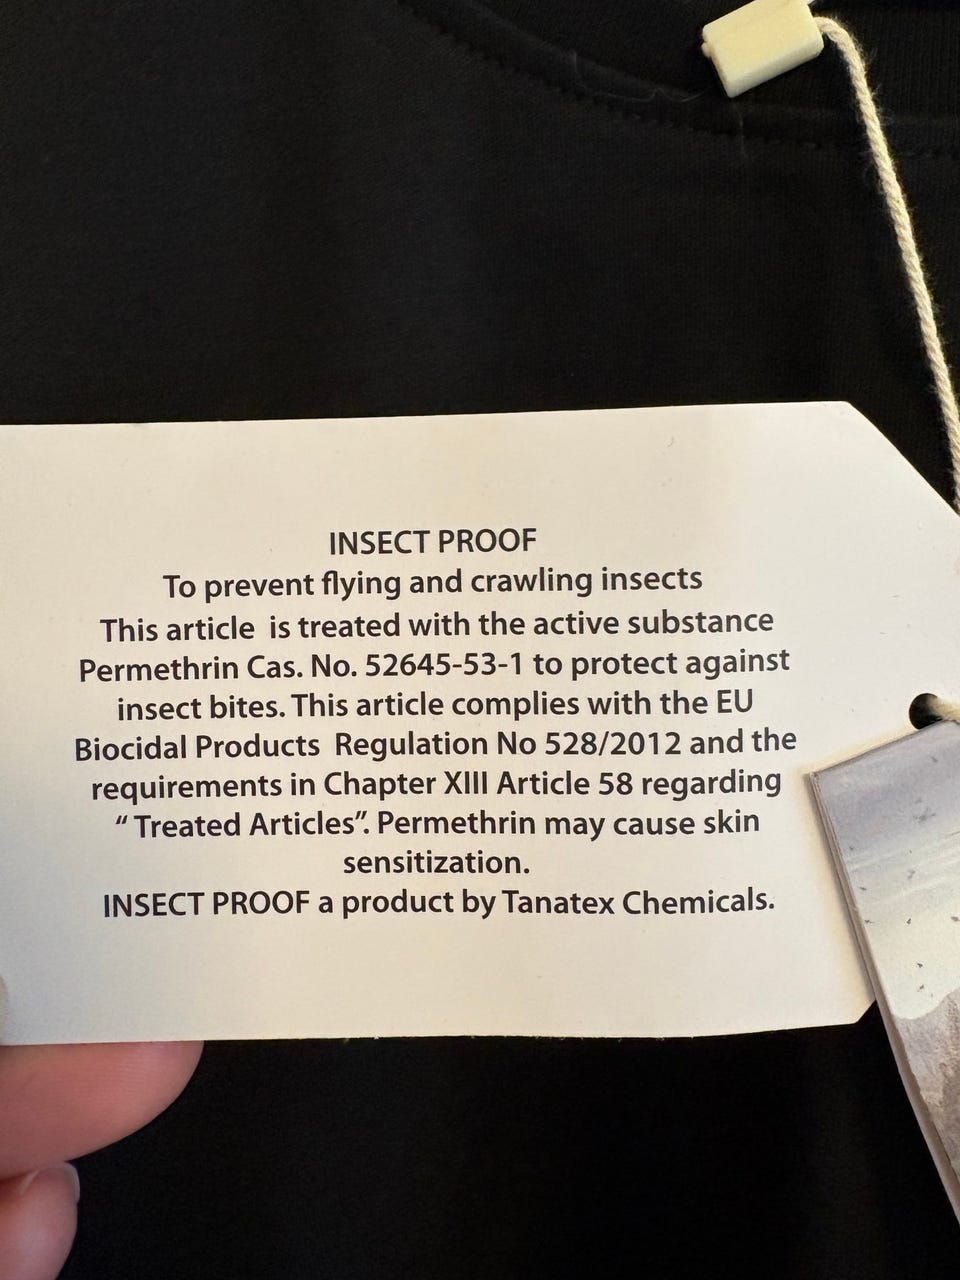 INSECT PROOF
To prevent flying and crawling insects
This article is treated with the active substance
Permethrin Cas. No. 52645-53-1 to protect against
insect bites. This article complies with the EU
Biocidal Products Regulation No 528/2012 and the
requirements in Chapter XIII Article 58 regarding
“ Treated Articles”. Permethrin may cause skin
sensitization.
INSECT PROOF a product by Tanatex Chemicals.